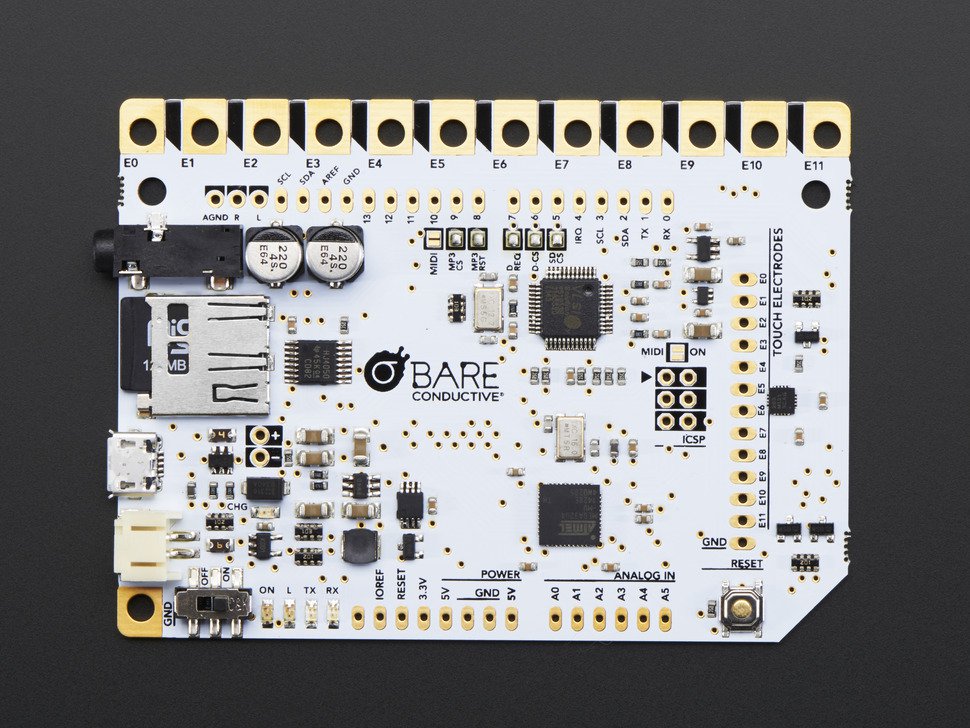 E0 E1 E2 E3 E4 E5 E6 E7 E8 E9 E10 E11
SCL SDA AREF GND
AGND R L
13 12 11 10 9 8 7 6 5 4 3 2 1 0
IRQ SCL SDA TX RX
MIDI MP3 CS MP3 RST D REQ D-CS SD CS
220 4S. E64
220 4S. E64
TOUCH ELECTRODES
E0
E1
E2
E3
E4
E5
E6
E7
E8
E9
E10
E11
GND
MIDI ON
ICSP
BARE
CONDUCTIVE®
+
-
CHG
ATMEL
RESET
OFF ON
GND
ON L TX RX
IOREF RESET 3.3V 5V GND 5V
POWER
ANALOG IN
A0 A1 A2 A3 A4 A5